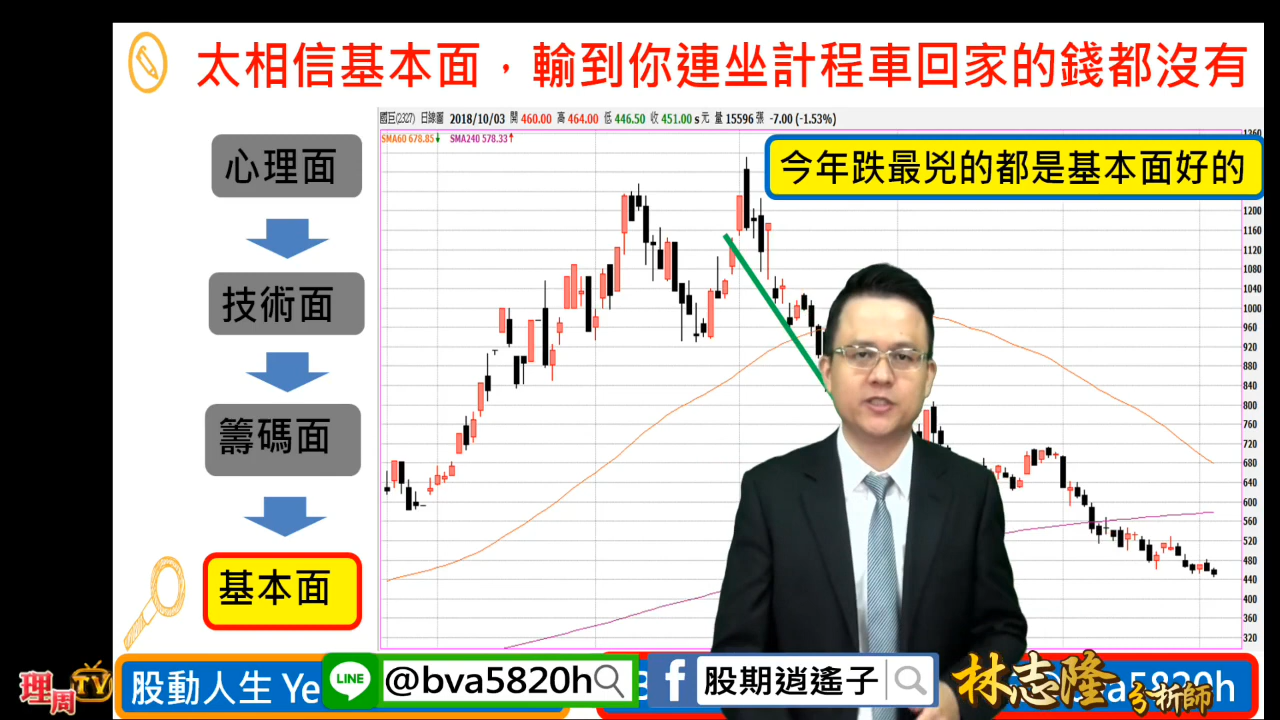 太相信基本面，輸到你連坐計程車回家的錢都沒有
國巨(2327) 日線圖 2018/10/03 開 460.00 高 464.00 低 446.50 收 451.00 s元 量 15596 張 -7.00 (-1.53%)
SMA60 678.85↓ SMA240 578.33↑
今年跌最兇的都是基本面好的
心理面
技術面
籌碼面
基本面
1360
1200
1160
1120
1080
1040
1000
960
920
880
840
800
760
720
680
640
600
560
520
480
440
400
360
320
理周TV
股動人生 Ye
LINE
@bva5820h
f
股期逍遙子
林志隆分析師